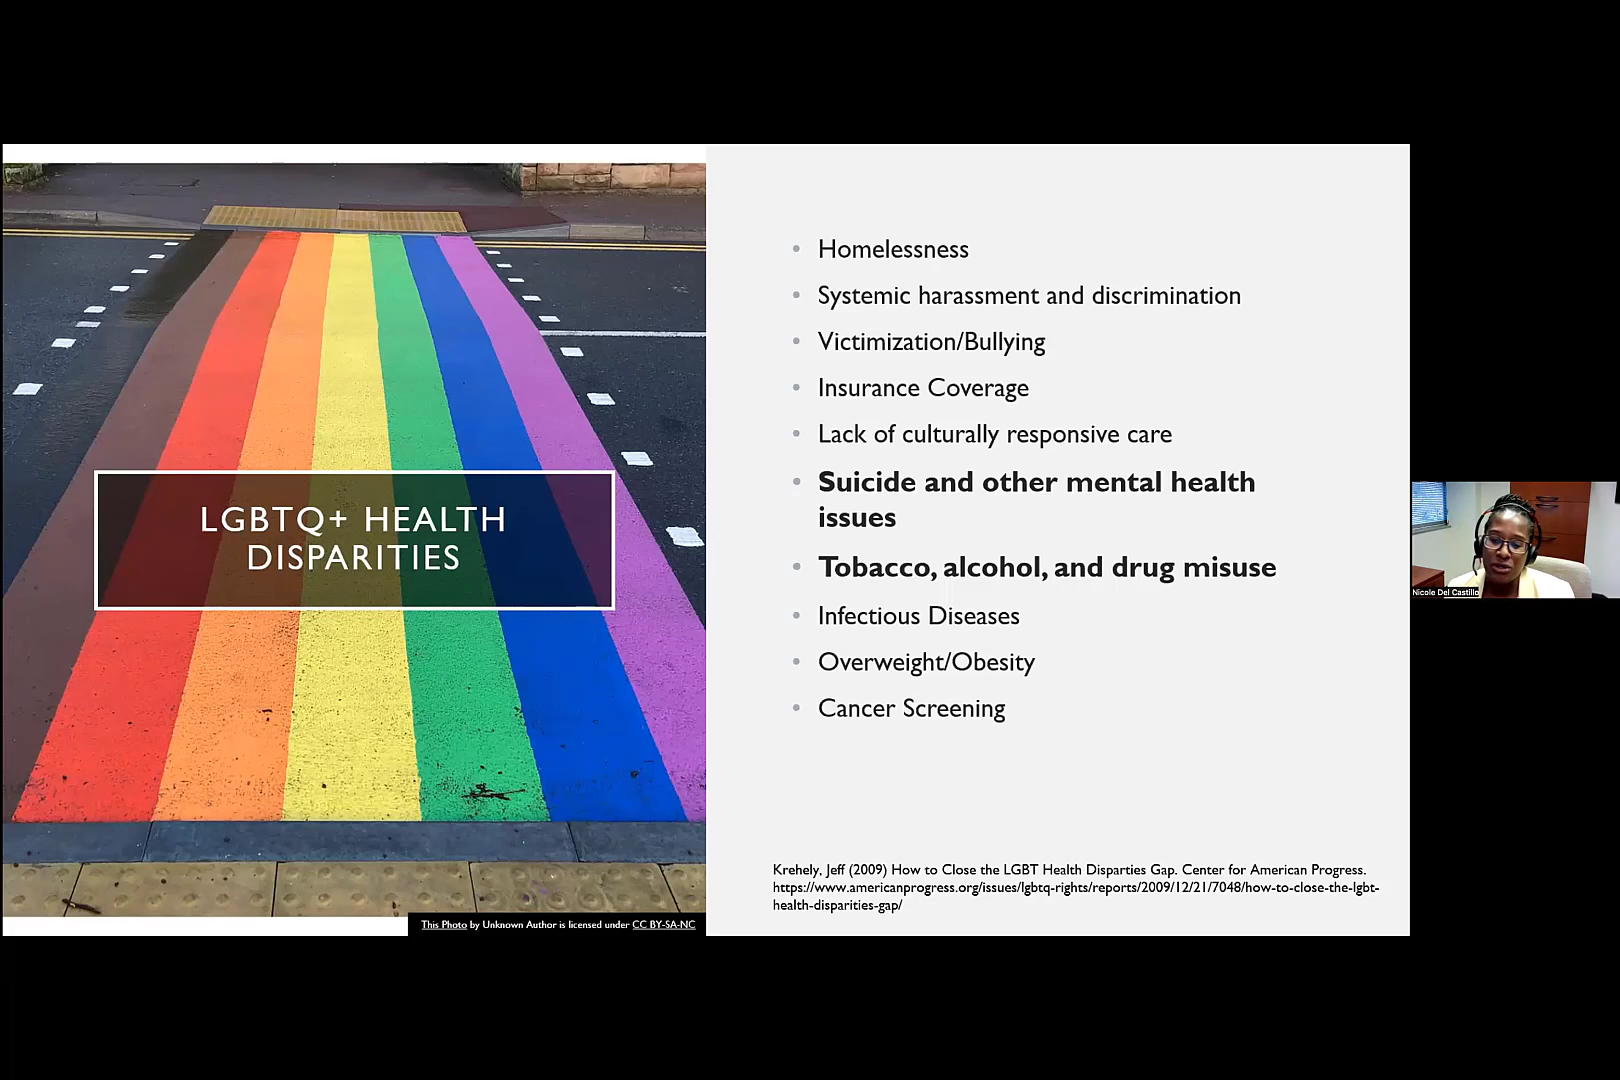 LGBTQ+ HEALTH
DISPARITIES
This Photo by Unknown Author is licensed under CC BY-SA-NC
• Homelessness
• Systemic harassment and discrimination
• Victimization/Bullying
• Insurance Coverage
• Lack of culturally responsive care
• Suicide and other mental health
issues
• Tobacco, alcohol, and drug misuse
• Infectious Diseases
• Overweight/Obesity
• Cancer Screening
Krehely, Jeff (2009) How to Close the LGBT Health Disparties Gap. Center for American Progress.
https://www.americanprogress.org/issues/lgbtq-rights/reports/2009/12/21/7048/how-to-close-the-lgbt-
health-disparities-gap/
Nicole Del Castillo